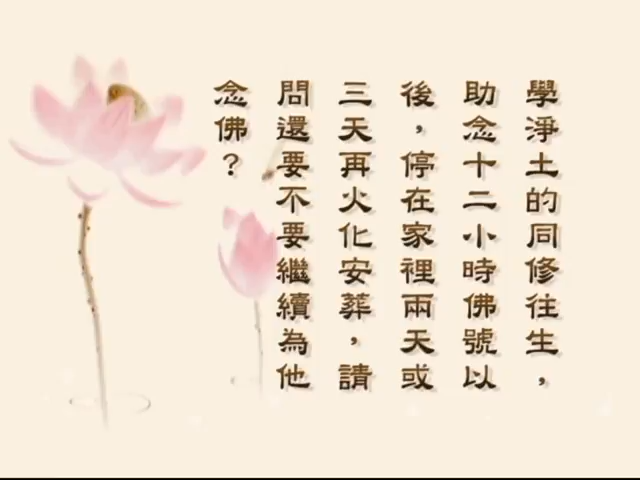 學淨土的同修往生，
助念十二小時佛號以
後，停在家裡兩天或
三天再火化安葬，請
問還要不要繼續為他
念佛？